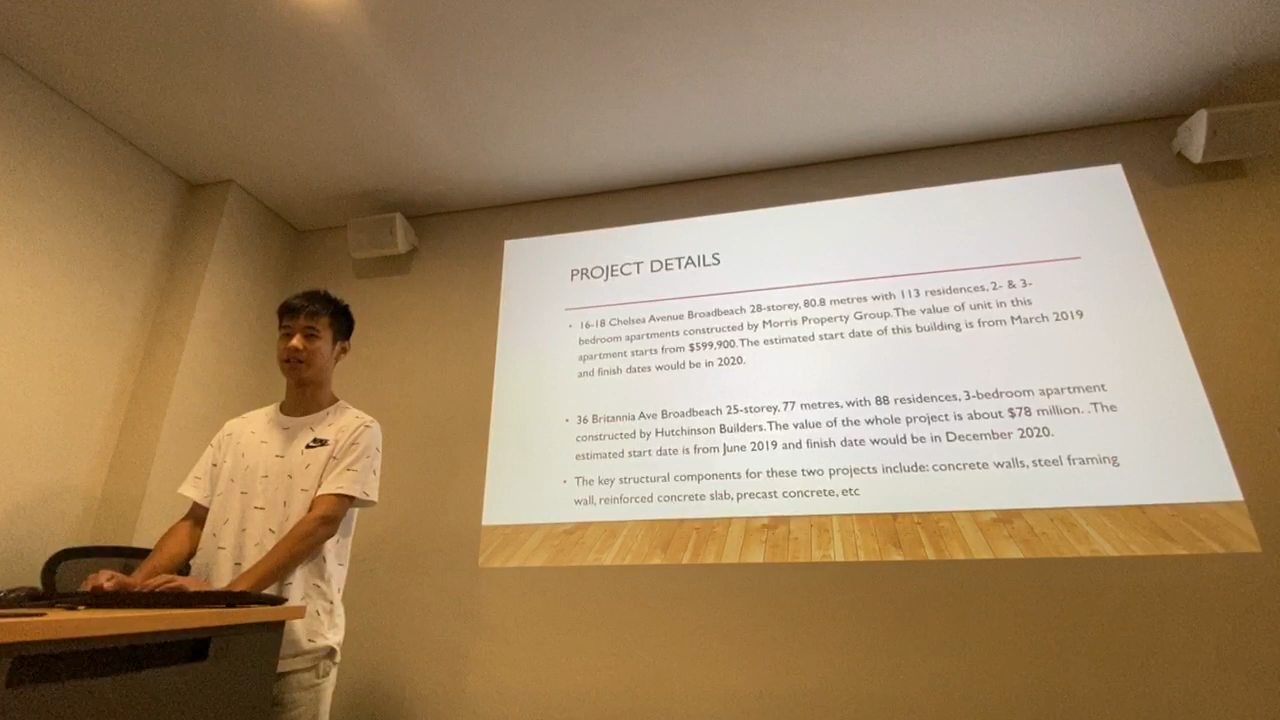 PROJECT DETAILS
• 16-18 Chelsea Avenue Broadbeach 28-storey, 80.8 metres with 113 residences, 2- & 3-
bedroom apartments constructed by Morris Property Group. The value of unit in this
apartment starts from $599,900. The estimated start date of this building is from March 2019
and finish dates would be in 2020.
• 36 Britannia Ave Broadbeach 25-storey, 77 metres, with 88 residences, 3-bedroom apartment
constructed by Hutchinson Builders. The value of the whole project is about $78 million. . The
estimated start date is from June 2019 and finish date would be in December 2020.
• The key structural components for these two projects include: concrete walls, steel framing
wall, reinforced concrete slab, precast concrete, etc
NIKE